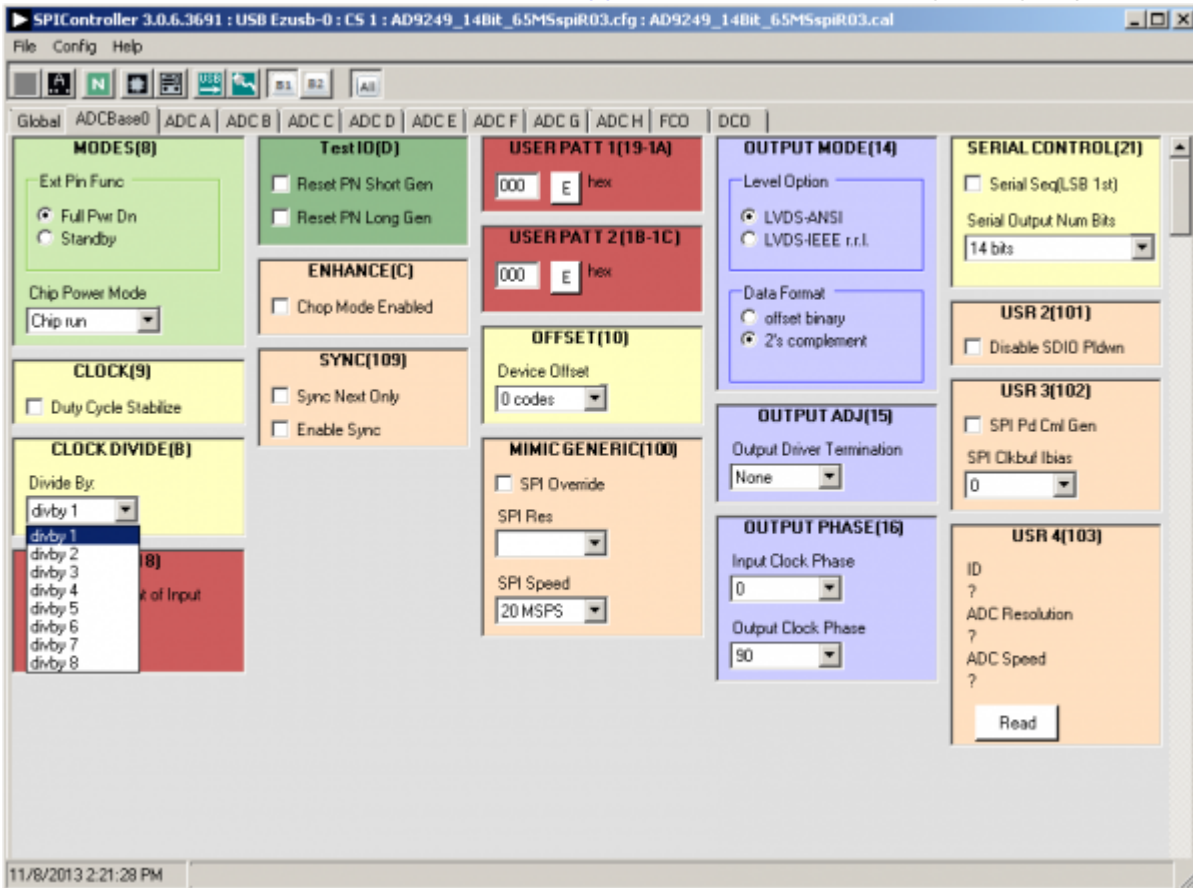 SPIController 3.0.6.3691 : USB Ezusb-0 : CS 1 : AD9249_14Bit_65MSspiR03.cfg : AD9249_14Bit_65MSspiR03.cal
File Config Help
A N USB B1 B2 All
Global ADCBase0 ADC A ADC B ADC C ADC D ADC E ADC F ADC G ADC H FCO DCO
MODES(8)
Ext Pin Func
Full Pwr Dn
Standby
Chip Power Mode
Chip run
CLOCK(9)
Duty Cycle Stabilize
CLOCK DIVIDE(B)
Divide By:
divby 1
divby 1
divby 2
divby 3
divby 4
divby 5
divby 6
divby 7
divby 8
18)
of Input
Test IO(D)
Reset PN Short Gen
Reset PN Long Gen
ENHANCE(C)
Chop Mode Enabled
SYNC(109)
Sync Next Only
Enable Sync
USER PATT 1(19-1A)
000 E hex
USER PATT 2(1B-1C)
000 E hex
OFFSET(10)
Device Offset
0 codes
MIMIC GENERIC(100)
SPI Override
SPI Res
SPI Speed
20 MSPS
OUTPUT MODE(14)
Level Option
LVDS-ANSI
LVDS-IEEE r.r.l.
Data Format
offset binary
2's complement
OUTPUT ADJ(15)
Output Driver Termination
None
OUTPUT PHASE(16)
Input Clock Phase
0
Output Clock Phase
90
SERIAL CONTROL(21)
Serial Seq(LSB 1st)
Serial Output Num Bits
14 bits
USR 2(101)
Disable SDIO Pldwn
USR 3(102)
SPI Pd Cml Gen
SPI Clkbuf Ibias
0
USR 4(103)
ID
?
ADC Resolution
?
ADC Speed
?
Read
11/8/2013 2:21:28 PM